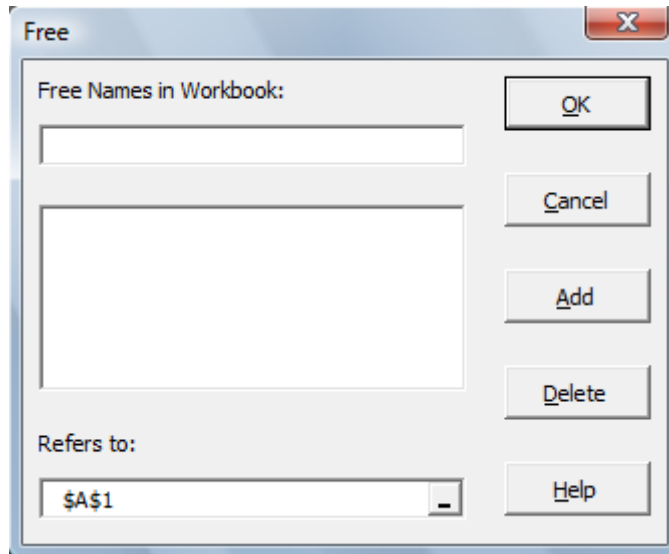 Free
Free Names in Workbook:
OK
Cancel
Add
Delete
Refers to:
$A$1
Help